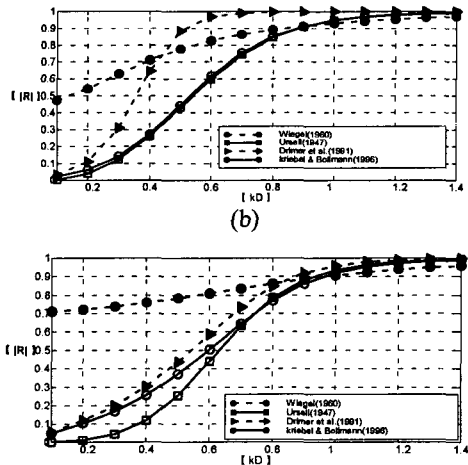 1
0.9
0.8
0.7
0.6
[ |R| ] 0.5
0.4
0.3
0.2
0.1
0.2 0.4 0.6 0.8 1 1.2 1.4
[ kD ]
Wiegel(1960)
Ursell(1947)
Drimer et al.(1991)
kriebel & Bollmann(1996)
(b)
1
0.9
0.8
0.7
0.6
[ |R| ] 0.5
0.4
0.3
0.2
0.1
0.2 0.4 0.6 0.8 1 1.2 1.4
[ kD ]
Wiegel(1960)
Ursell(1947)
Drimer et al.(1991)
kriebel & Bollmann(1996)